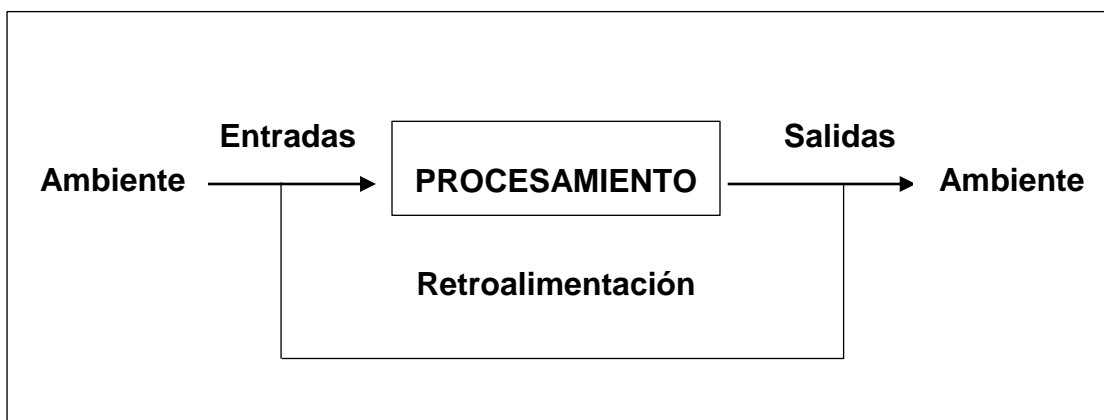 Entradas
Salidas
Ambiente
PROCESAMIENTO
Ambiente
Retroalimentación